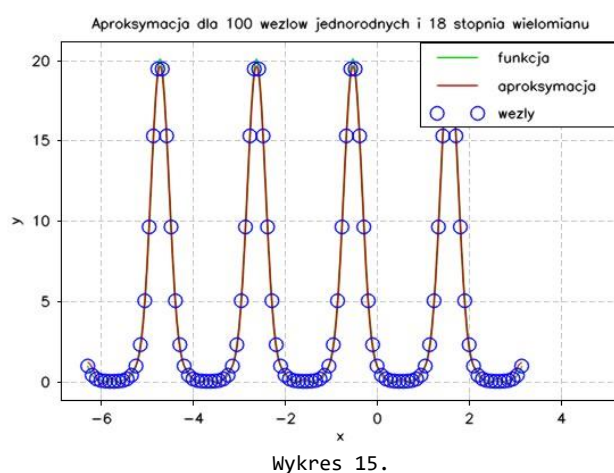 Aproksymacja dla 100 wezlow jednorodnych i 18 stopnia wielomianu
funkcja
aproksymacja
wezly
20
15
10
5
0
y
-6 -4 -2 0 2 4
x
Wykres 15.